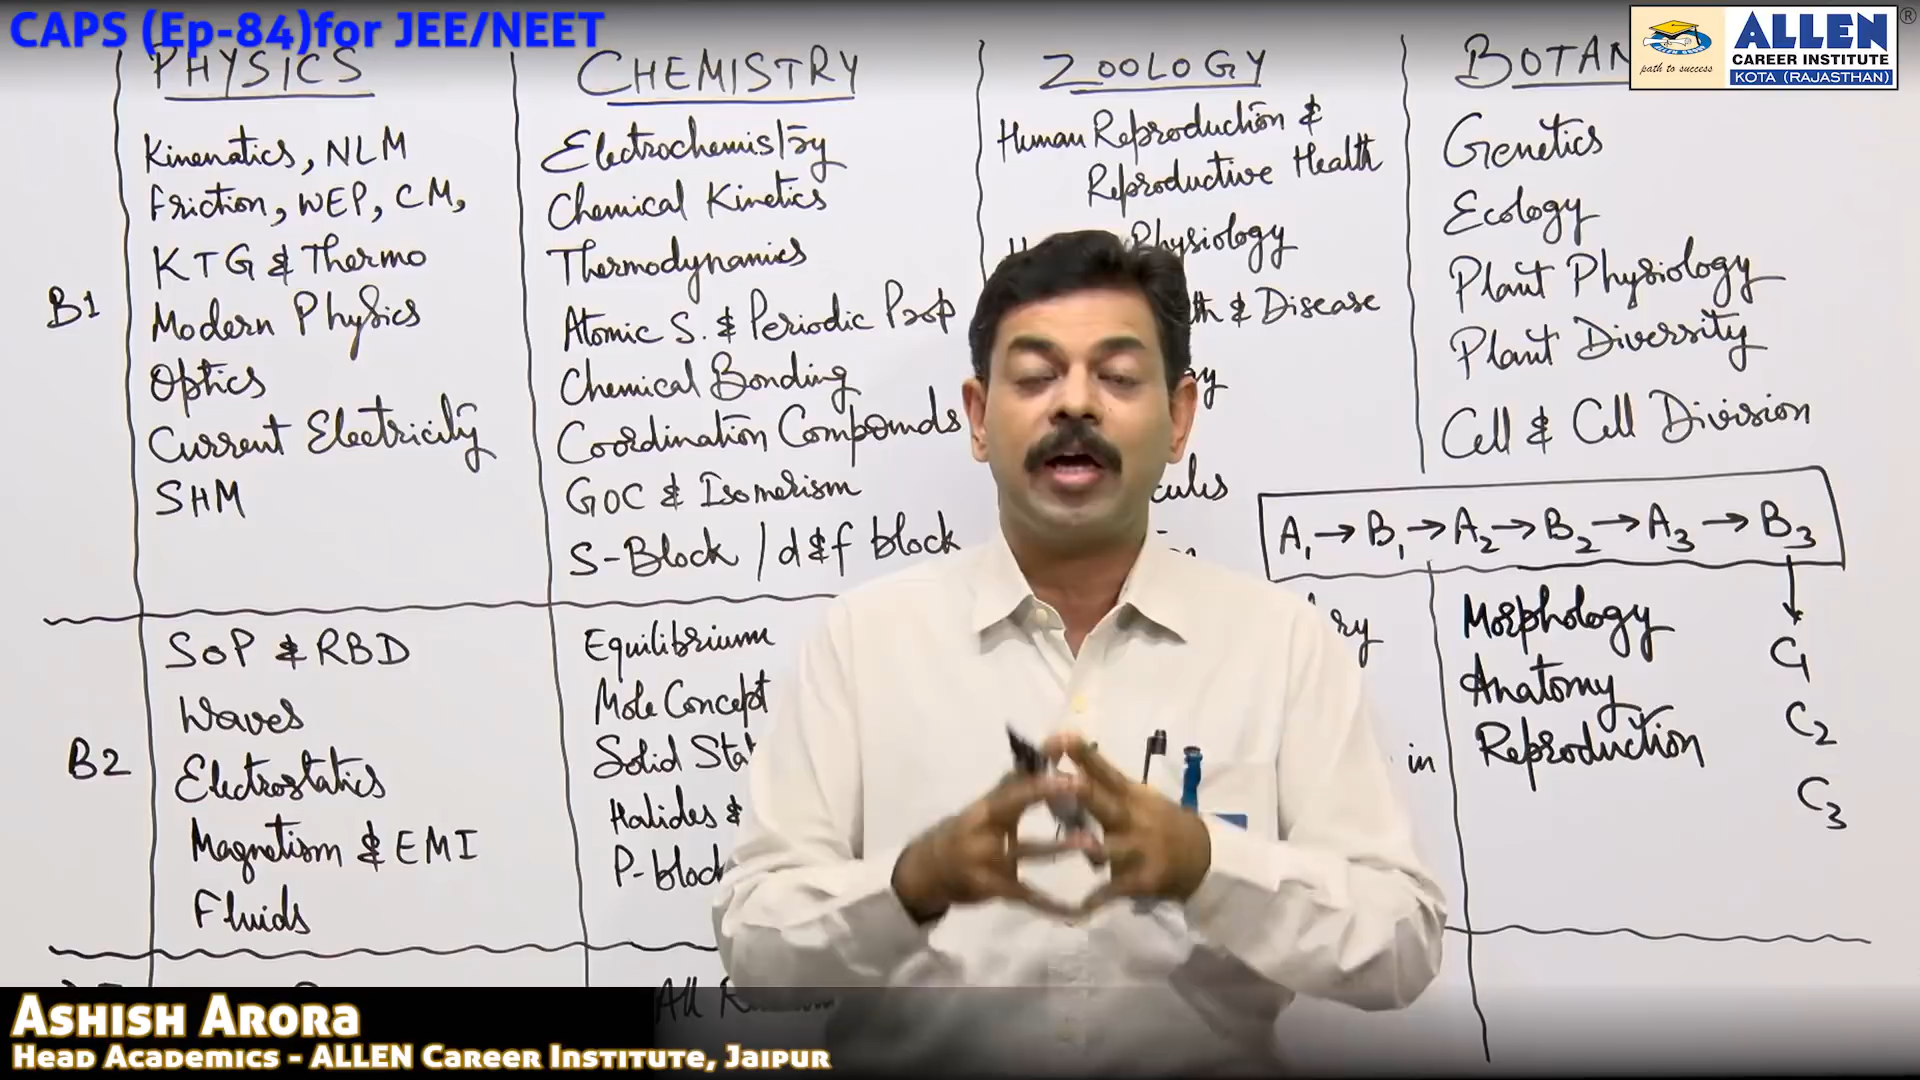 CAPS (Ep-84)for JEE/NEET
ALLEN
CAREER INSTITUTE
KOTA (RAJASTHAN)
path to success
®
PHYSICS
Kinematics, NLM
Friction, WEP, CM,
KTG & Thermo
B1
Modern Physics
Optics
Current Electricity
SHM
B2
SOP & RBD
Waves
Electrostatics
Magnetism & EMI
Fluids
CHEMISTRY
Electrochemistry
Chemical Kinetics
Thermodynamics
Atomic S. & Periodic Prop
Chemical Bonding
Coordination Compounds
GOC & Isomerism
S-Block / d&f block
Equilibrium
Mole Concept
Solid Sta
Halides &
P-block
All
ZOOLOGY
Human Reproduction &
Reproductive Health
Physiology
th & Disease
cules
ry
in
BOTAN
Genetics
Ecology
Plant Physiology
Plant Diversity
Cell & Cell Division
A1 → B1 → A2 → B2 → A3 → B3
Morphology
Anatomy
Reproduction
C1
C2
C3
ASHISH ARORA
HEAD ACADEMICS - ALLEN CAREER INSTITUTE, JAIPUR